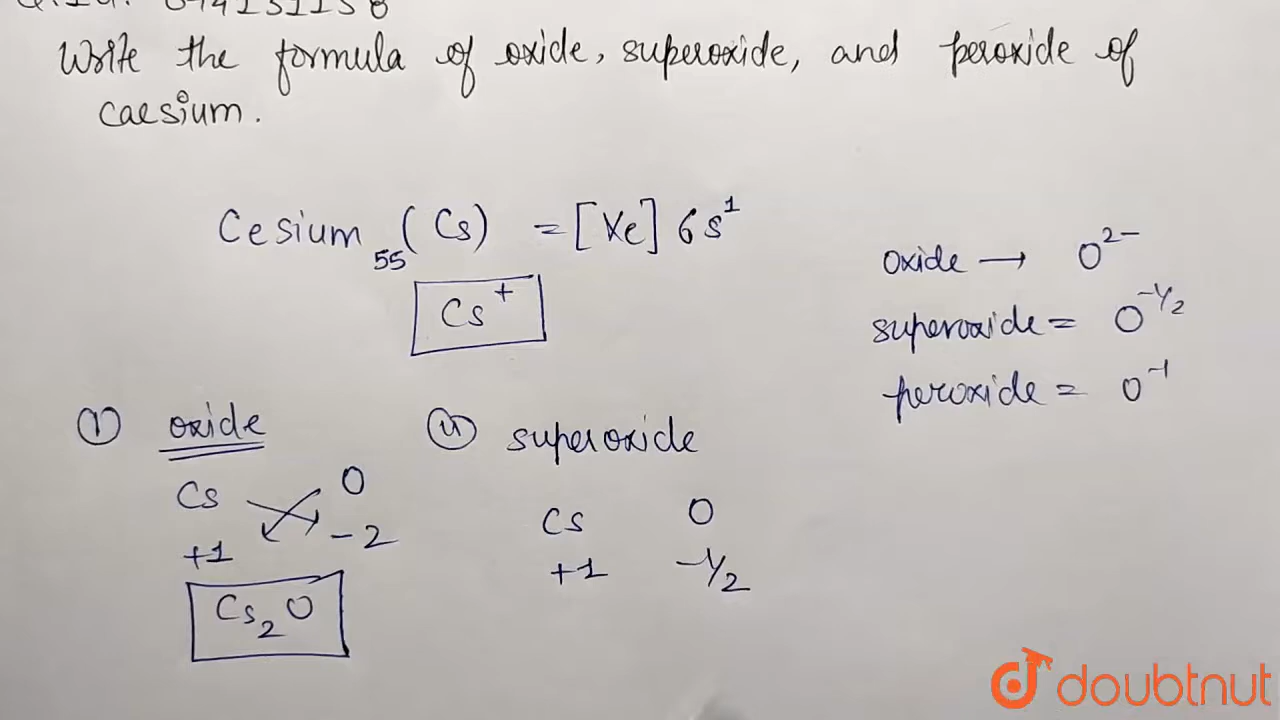 Write the formula of oxide, superoxide, and peroxide of
caesium.
Cesium 55 (Cs) = [Xe] 6s¹
Cs⁺
oxide → O²⁻
superoxide = O⁻¹/²
peroxide = O⁻¹
(i) oxide
Cs O
+1 -2
Cs₂O
(ii) superoxide
Cs O
+1 -1/2
doubtnut